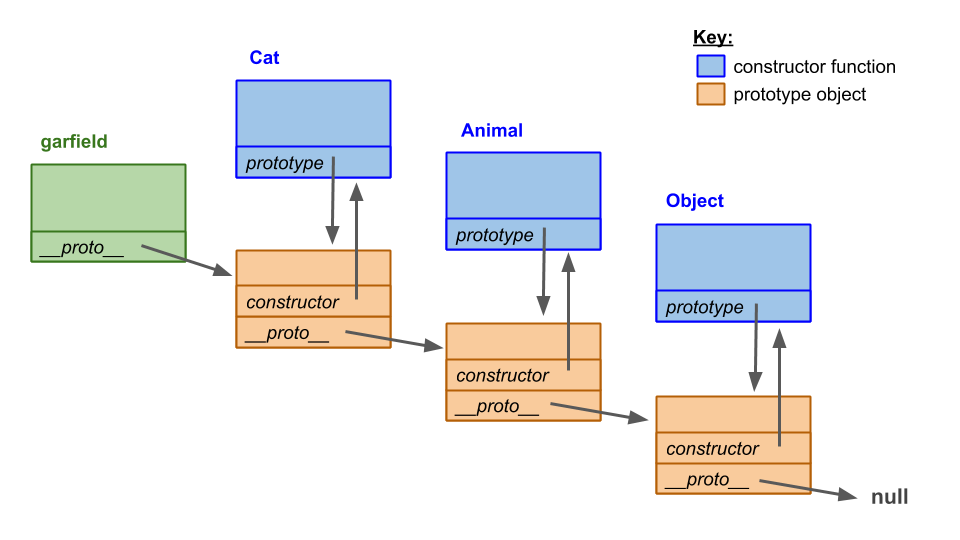 Key:
constructor function
prototype object
Cat
prototype
garfield
__proto__
constructor
__proto__
Animal
prototype
constructor
__proto__
Object
prototype
constructor
__proto__
null